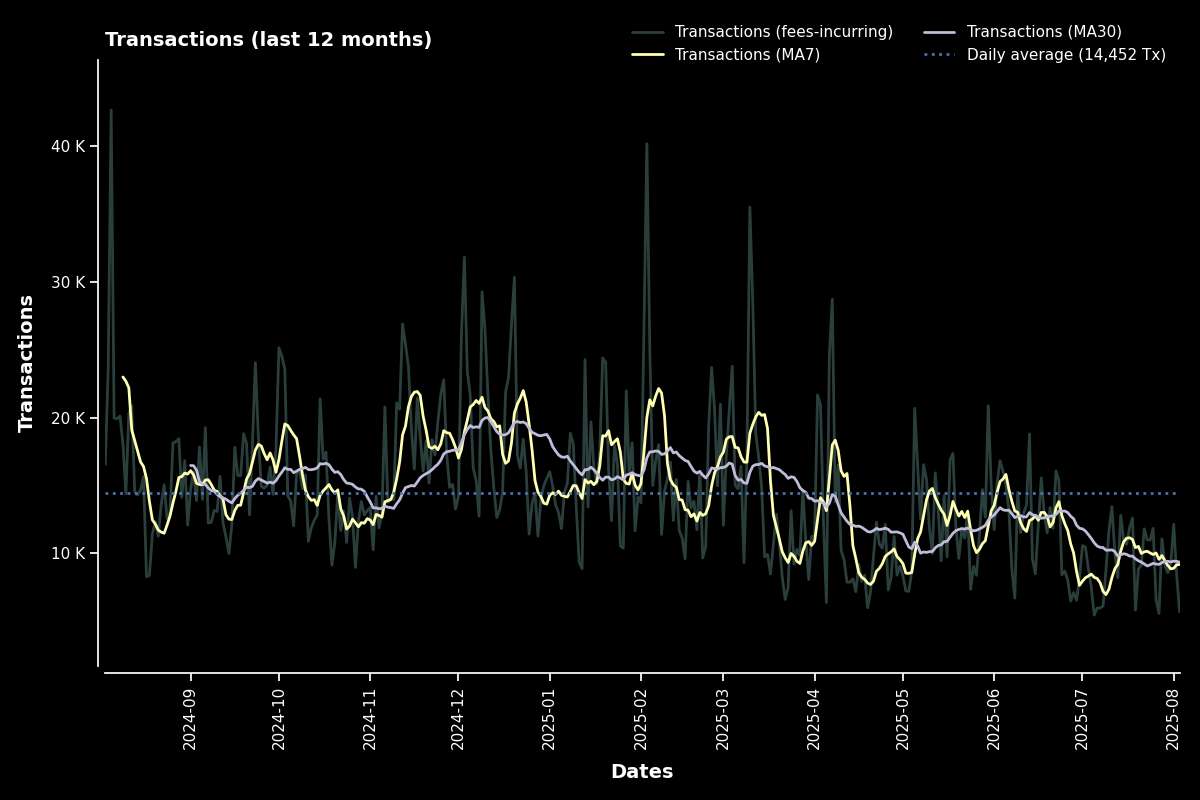 Transactions (last 12 months)
Transactions (fees-incurring)
Transactions (MA7)
Transactions (MA30)
Daily average (14,452 Tx)
Transactions
40 K
30 K
20 K
10 K
2024-09
2024-10
2024-11
2024-12
2025-01
2025-02
2025-03
2025-04
2025-05
2025-06
2025-07
2025-08
Dates